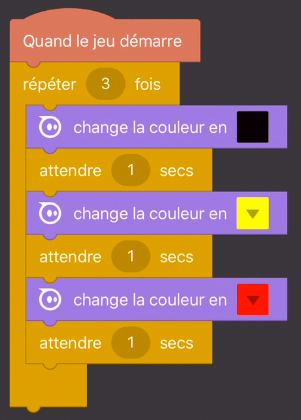 Quand le jeu démarre
répéter 3 fois
change la couleur en
attendre 1 secs
change la couleur en
attendre 1 secs
change la couleur en
attendre 1 secs